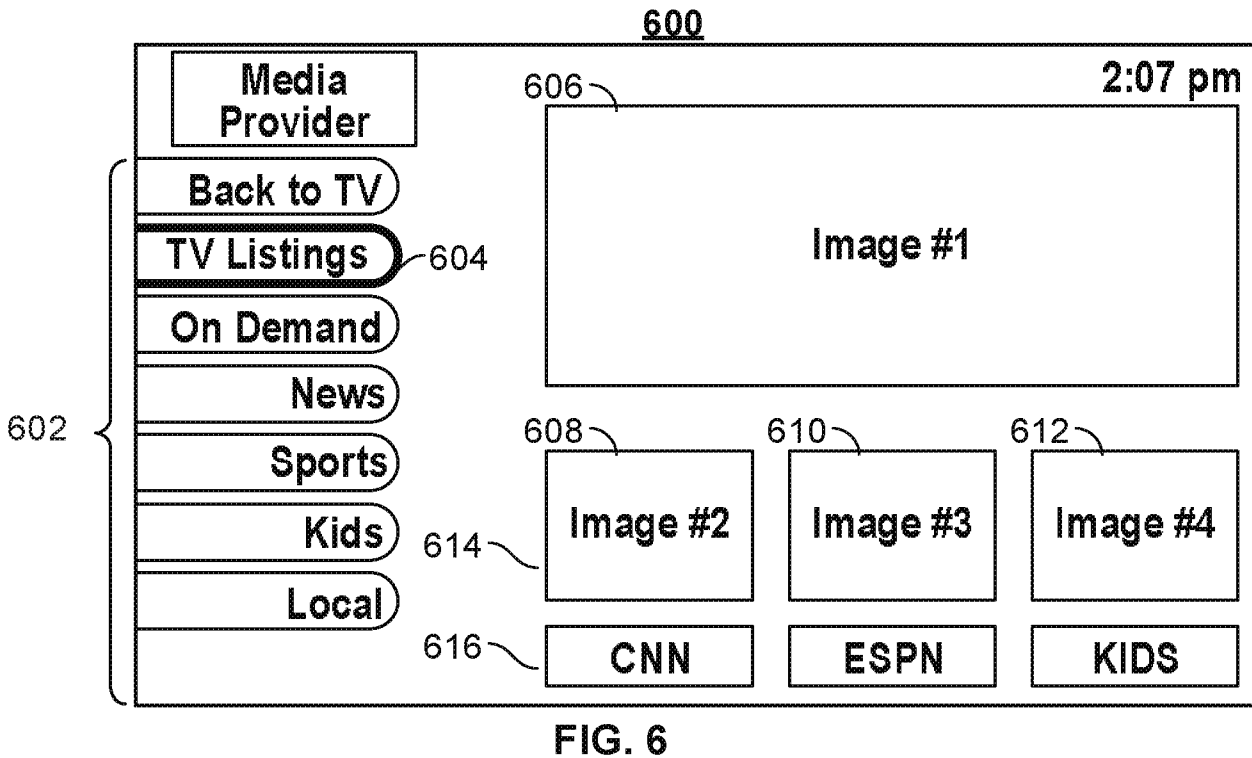 600
Media
Provider
2:07 pm
606
Back to TV
TV Listings
604
Image #1
On Demand
News
602
Sports
608
610
612
Kids
Image #2
Image #3
Image #4
614
Local
616
CNN
ESPN
KIDS
FIG. 6